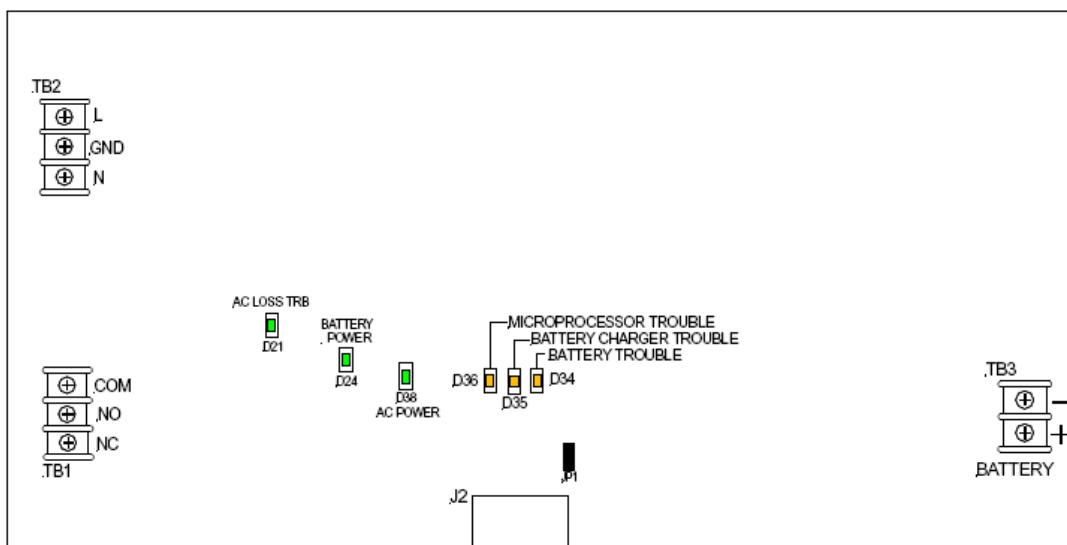 TB2
L
GND
N
AC LOSS TRB
D21
BATTERY
POWER
D24
D38
AC POWER
MICROPROCESSOR TROUBLE
BATTERY CHARGER TROUBLE
BATTERY TROUBLE
D36
D35
D34
COM
NO
NC
TB1
TB3
-
+
BATTERY
JP1
J2